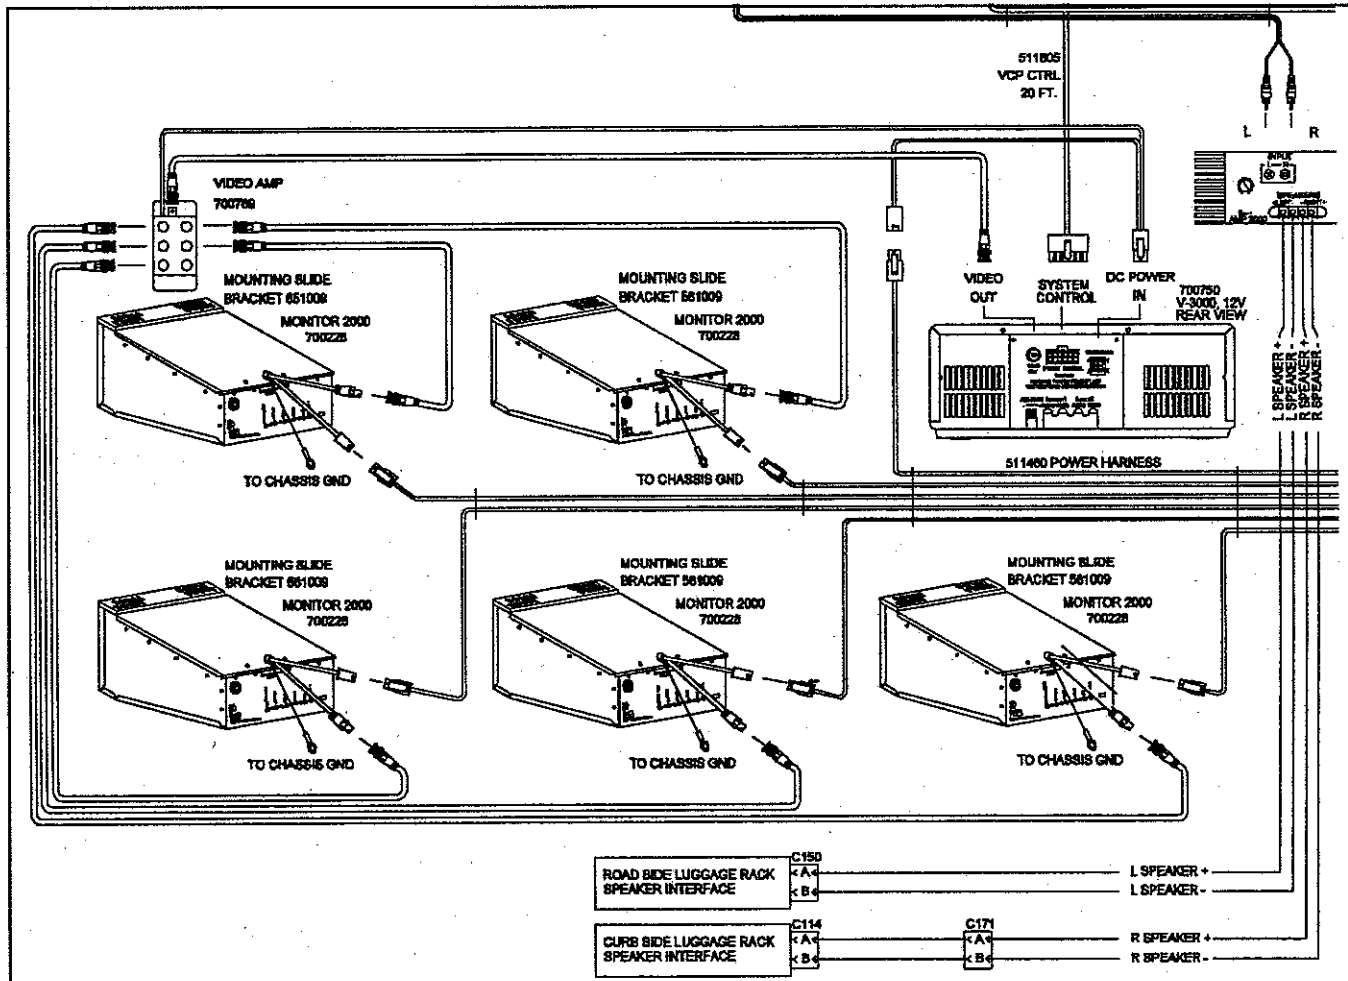 511805
VCP CTRL
20 FT.
L R
INPUT
SPEAKERS
VIDEO AMP
700789
MOUNTING SLIDE
BRACKET 651009
MONITOR 2000
700228
TO CHASSIS GND
MOUNTING SLIDE
BRACKET 561009
MONITOR 2000
700228
TO CHASSIS GND
VIDEO
OUT
SYSTEM
CONTROL
DC POWER
IN
700750
V-3000, 12V
REAR VIEW
L SPEAKER +
L SPEAKER -
R SPEAKER +
R SPEAKER -
511460 POWER HARNESS
MOUNTING SLIDE
BRACKET 561009
MONITOR 2000
700228
TO CHASSIS GND
MOUNTING SLIDE
BRACKET 561009
MONITOR 2000
700228
TO CHASSIS GND
MOUNTING SLIDE
BRACKET 561009
MONITOR 2000
700228
TO CHASSIS GND
ROAD SIDE LUGGAGE RACK
SPEAKER INTERFACE
C150
A
B
L SPEAKER +
L SPEAKER -
CURB SIDE LUGGAGE RACK
SPEAKER INTERFACE
C114
A
B
C171
A
B
R SPEAKER +
R SPEAKER -